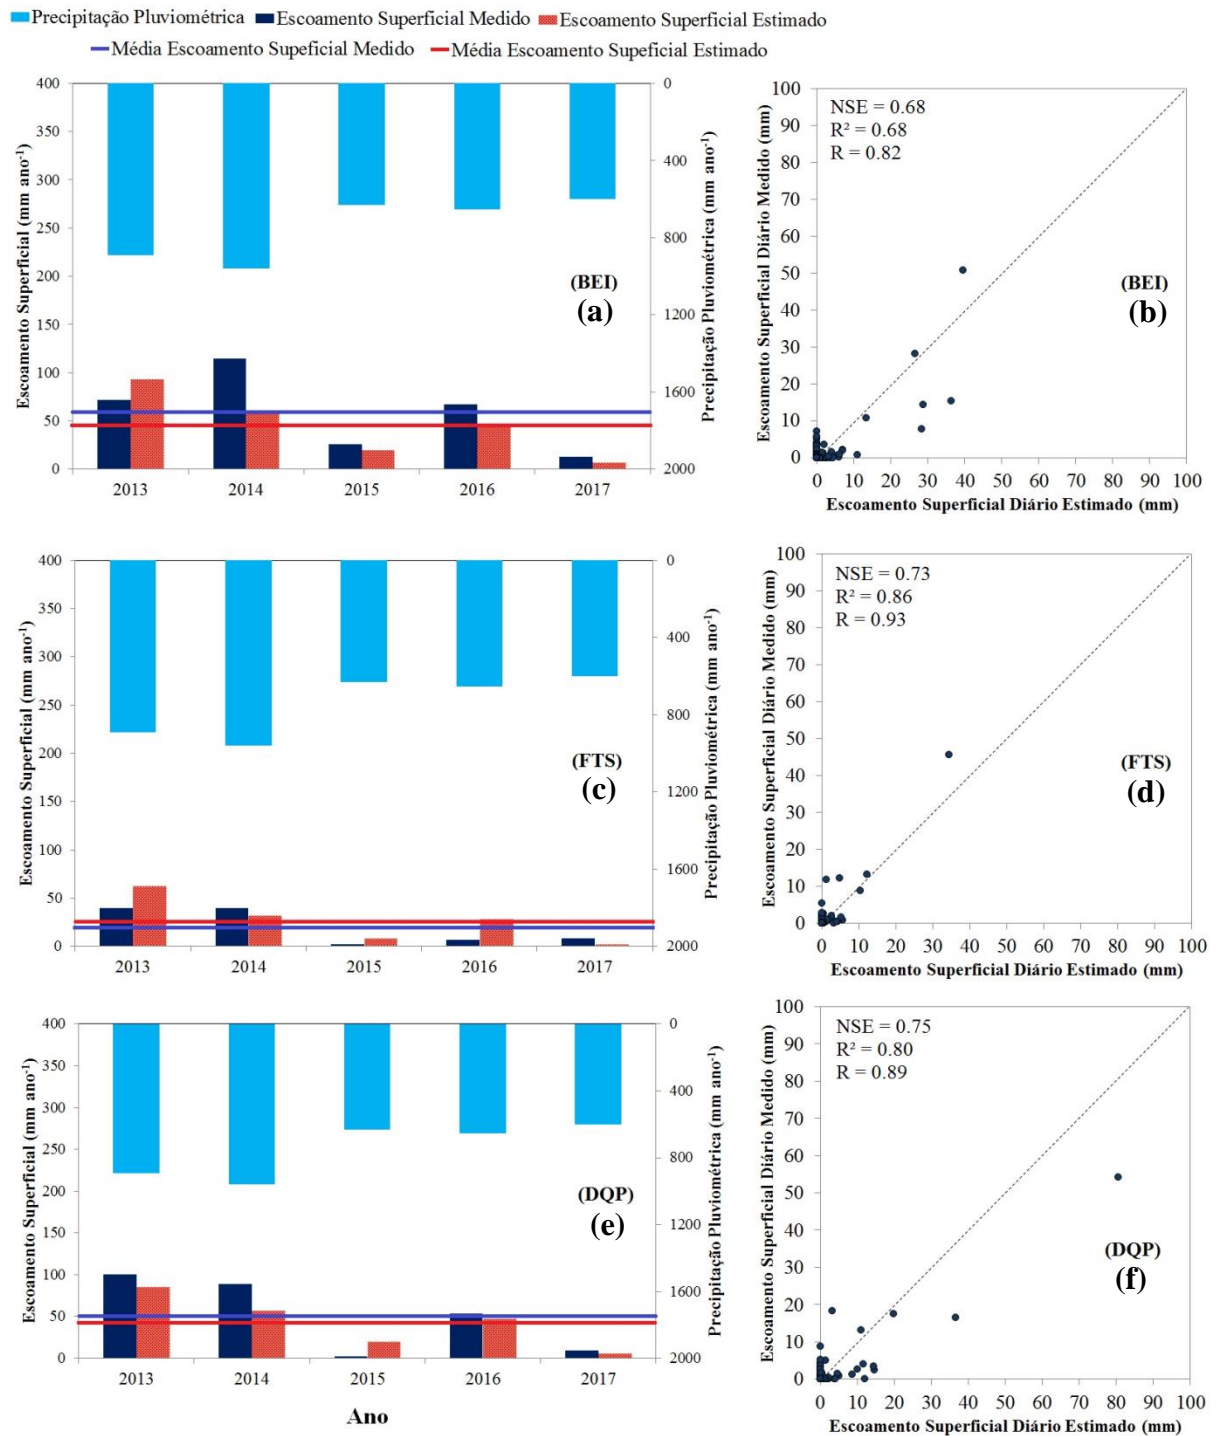 Precipitação Pluviométrica Escoamento Superficial Medido Escoamento Superficial Estimado
Média Escoamento Supeficial Medido Média Escoamento Supeficial Estimado
Escoamento Superficial (mm ano-1)
400
350
300
250
200
150
100
50
0
2013 2014 2015 2016 2017
0
400
800
1200
1600
2000
Precipitação Pluviométrica (mm ano-1)
(BEI)
(a)
Escoamento Superficial Diário Medido (mm)
100
90
80
70
60
50
40
30
20
10
0
NSE = 0.68
R² = 0.68
R = 0.82
(BEI)
(b)
0 10 20 30 40 50 60 70 80 90 100
Escoamento Superficial Diário Estimado (mm)
Escoamento Superficial (mm ano-1)
400
350
300
250
200
150
100
50
0
2013 2014 2015 2016 2017
0
400
800
1200
1600
2000
Precipitação Pluviométrica (mm ano-1)
(FTS)
(c)
Escoamento Superficial Diário Medido (mm)
100
90
80
70
60
50
40
30
20
10
0
NSE = 0.73
R² = 0.86
R = 0.93
(FTS)
(d)
0 10 20 30 40 50 60 70 80 90 100
Escoamento Superficial Diário Estimado (mm)
Escoamento Superficial (mm ano-1)
400
350
300
250
200
150
100
50
0
2013 2014 2015 2016 2017
Ano
0
400
800
1200
1600
2000
Precipitação Pluviométrica (mm ano-1)
(DQP)
(e)
Escoamento Superficial Diário Medido (mm)
100
90
80
70
60
50
40
30
20
10
0
NSE = 0.75
R² = 0.80
R = 0.89
(DQP)
(f)
0 10 20 30 40 50 60 70 80 90 100
Escoamento Superficial Diário Estimado (mm)